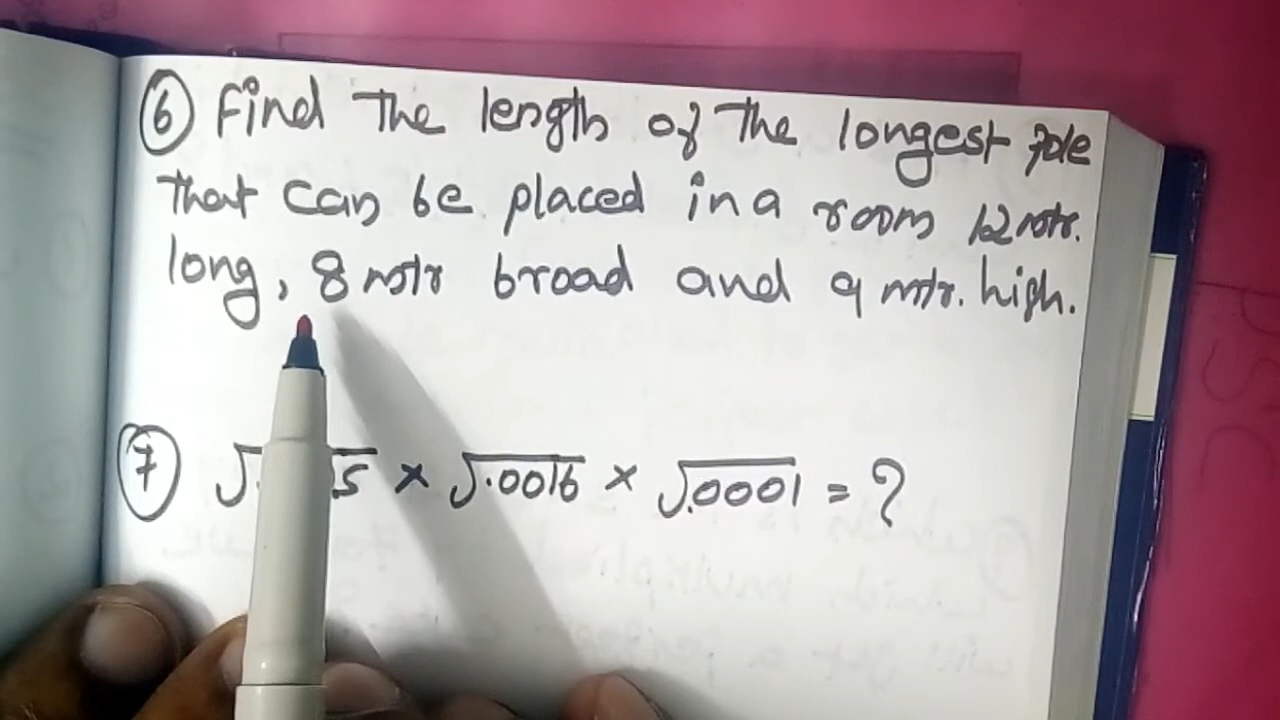 ⑥ Find The length of The longest pole
That can be placed in a room 12 mtr.
long, 8 mtr broad and 9 mtr. high.
⑦ √. 5 × √.0016 × √.0001 = ?